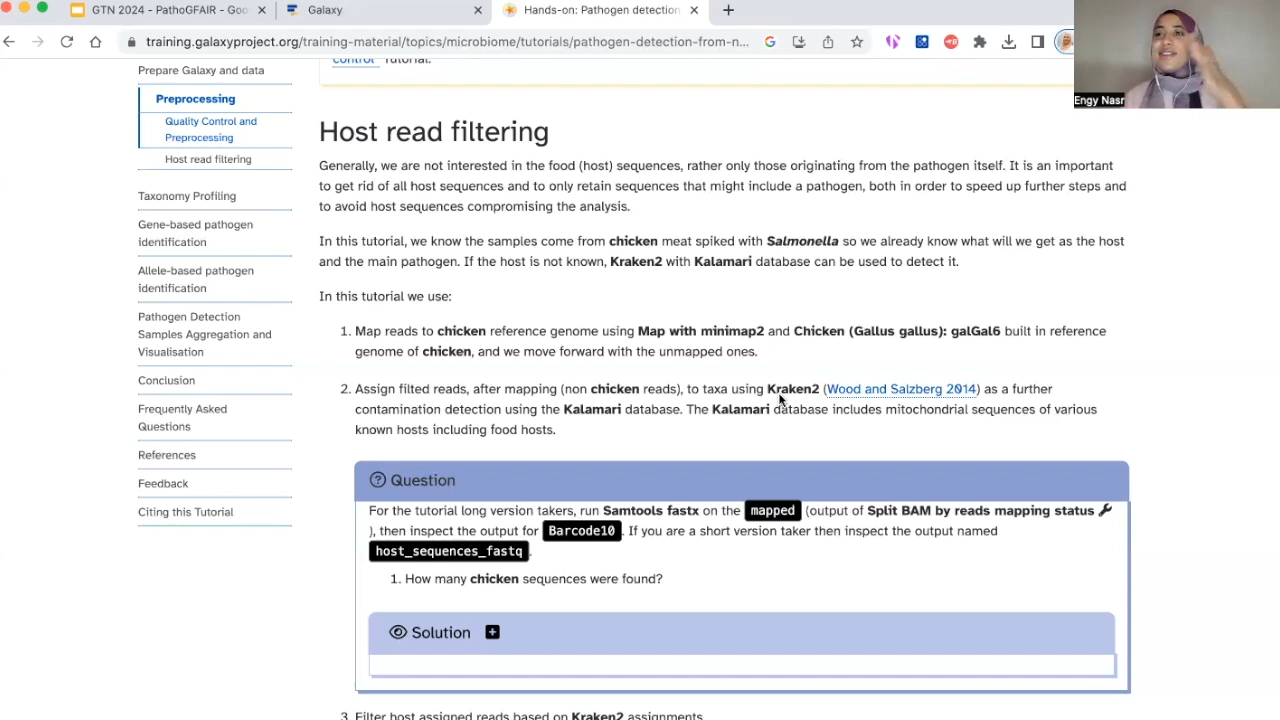 GTN 2024 - PathoGFAIR - Goo
Galaxy
Hands-on: Pathogen detection
training.galaxyproject.org/training-material/topics/microbiome/tutorials/pathogen-detection-from-n...
Engy Nasr
Prepare Galaxy and data
Preprocessing
Quality Control and
Preprocessing
Host read filtering
Taxonomy Profiling
Gene-based pathogen
identification
Allele-based pathogen
identification
Pathogen Detection
Samples Aggregation and
Visualisation
Conclusion
Frequently Asked
Questions
References
Feedback
Citing this Tutorial
control Tutorial.
Host read filtering
Generally, we are not interested in the food (host) sequences, rather only those originating from the pathogen itself. It is an important
to get rid of all host sequences and to only retain sequences that might include a pathogen, both in order to speed up further steps and
to avoid host sequences compromising the analysis.
In this tutorial, we know the samples come from chicken meat spiked with Salmonella so we already know what will we get as the host
and the main pathogen. If the host is not known, Kraken2 with Kalamari database can be used to detect it.
In this tutorial we use:
1. Map reads to chicken reference genome using Map with minimap2 and Chicken (Gallus gallus): galGal6 built in reference
genome of chicken, and we move forward with the unmapped ones.
2. Assign filted reads, after mapping (non chicken reads), to taxa using Kraken2 (Wood and Salzberg 2014) as a further
contamination detection using the Kalamari database. The Kalamari database includes mitochondrial sequences of various
known hosts including food hosts.
Question
For the tutorial long version takers, run Samtools fastx on the mapped (output of Split BAM by reads mapping status
), then inspect the output for Barcode10. If you are a short version taker then inspect the output named
host_sequences_fastq.
1. How many chicken sequences were found?
Solution
3. Filter host assigned reads based on Kraken2 assignments